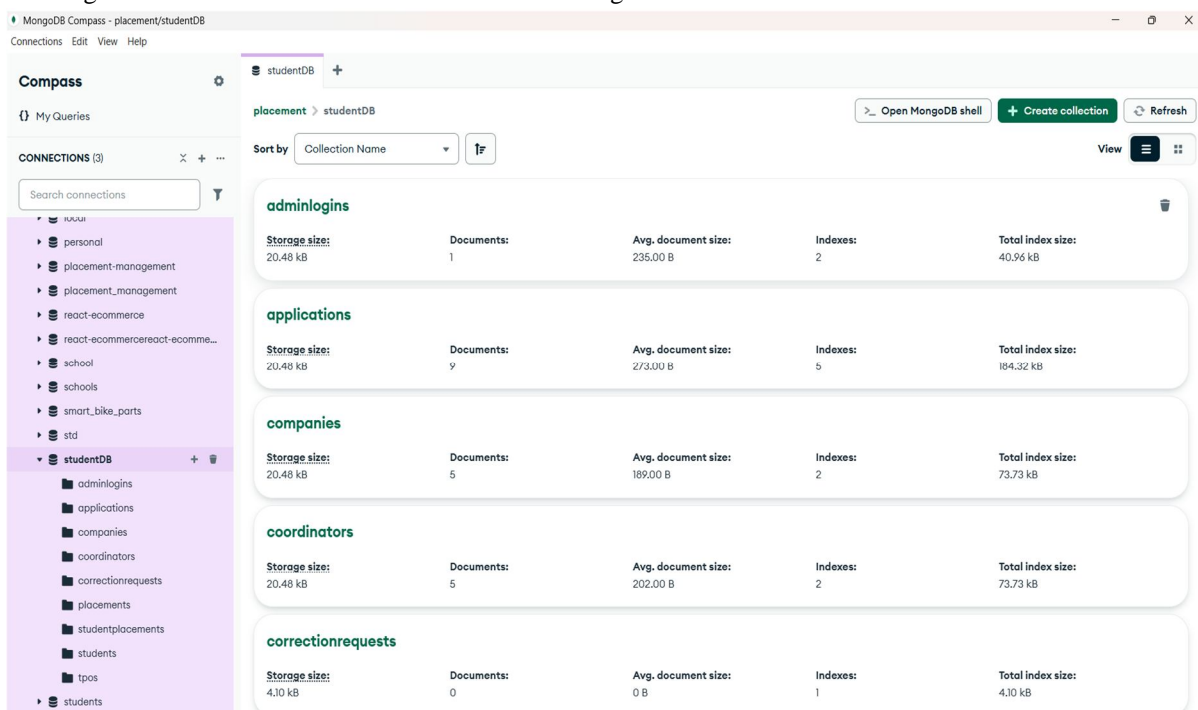 MongoDB Compass - placement/studentDB
Connections Edit View Help
Compass
{} My Queries
CONNECTIONS (3)
Search connections
local
personal
placement-management
placement_management
react-ecommerce
react-ecommercereact-ecomme...
school
schools
smart_bike_parts
std
studentDB
adminlogins
applications
companies
coordinators
correctionrequests
placements
studentplacements
students
tpos
students
studentDB
placement > studentDB
>_ Open MongoDB shell
+ Create collection
Refresh
Sort by Collection Name
View
adminlogins
Storage size: Documents: Avg. document size: Indexes: Total index size:
20.48 kB 1 235.00 B 2 40.96 kB
applications
Storage size: Documents: Avg. document size: Indexes: Total index size:
20.48 kB 9 273.00 B 5 184.32 kB
companies
Storage size: Documents: Avg. document size: Indexes: Total index size:
20.48 kB 5 189.00 B 2 73.73 kB
coordinators
Storage size: Documents: Avg. document size: Indexes: Total index size:
20.48 kB 5 202.00 B 2 73.73 kB
correctionrequests
Storage size: Documents: Avg. document size: Indexes: Total index size:
4.10 kB 0 0 B 1 4.10 kB